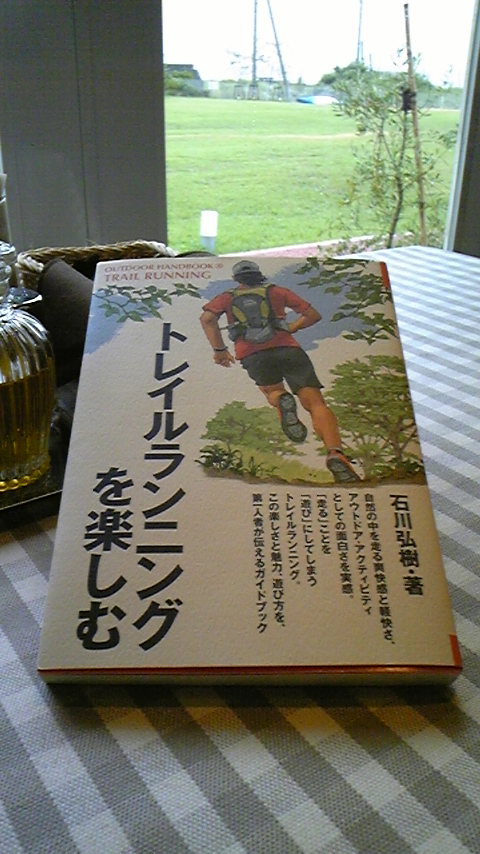 OUTDOOR HANDBOOK
TRAIL RUNNING
トレイルランニング
を楽しむ
石川弘樹・著
自然の中を走る爽快感と軽快さ、
アウトドア・アクティビティ
としての面白さを実感。
「走る」ことを
「遊び」にしてしまう
トレイルランニング。
この楽しさと魅力、遊び方を、
第一人者が伝えるガイドブック